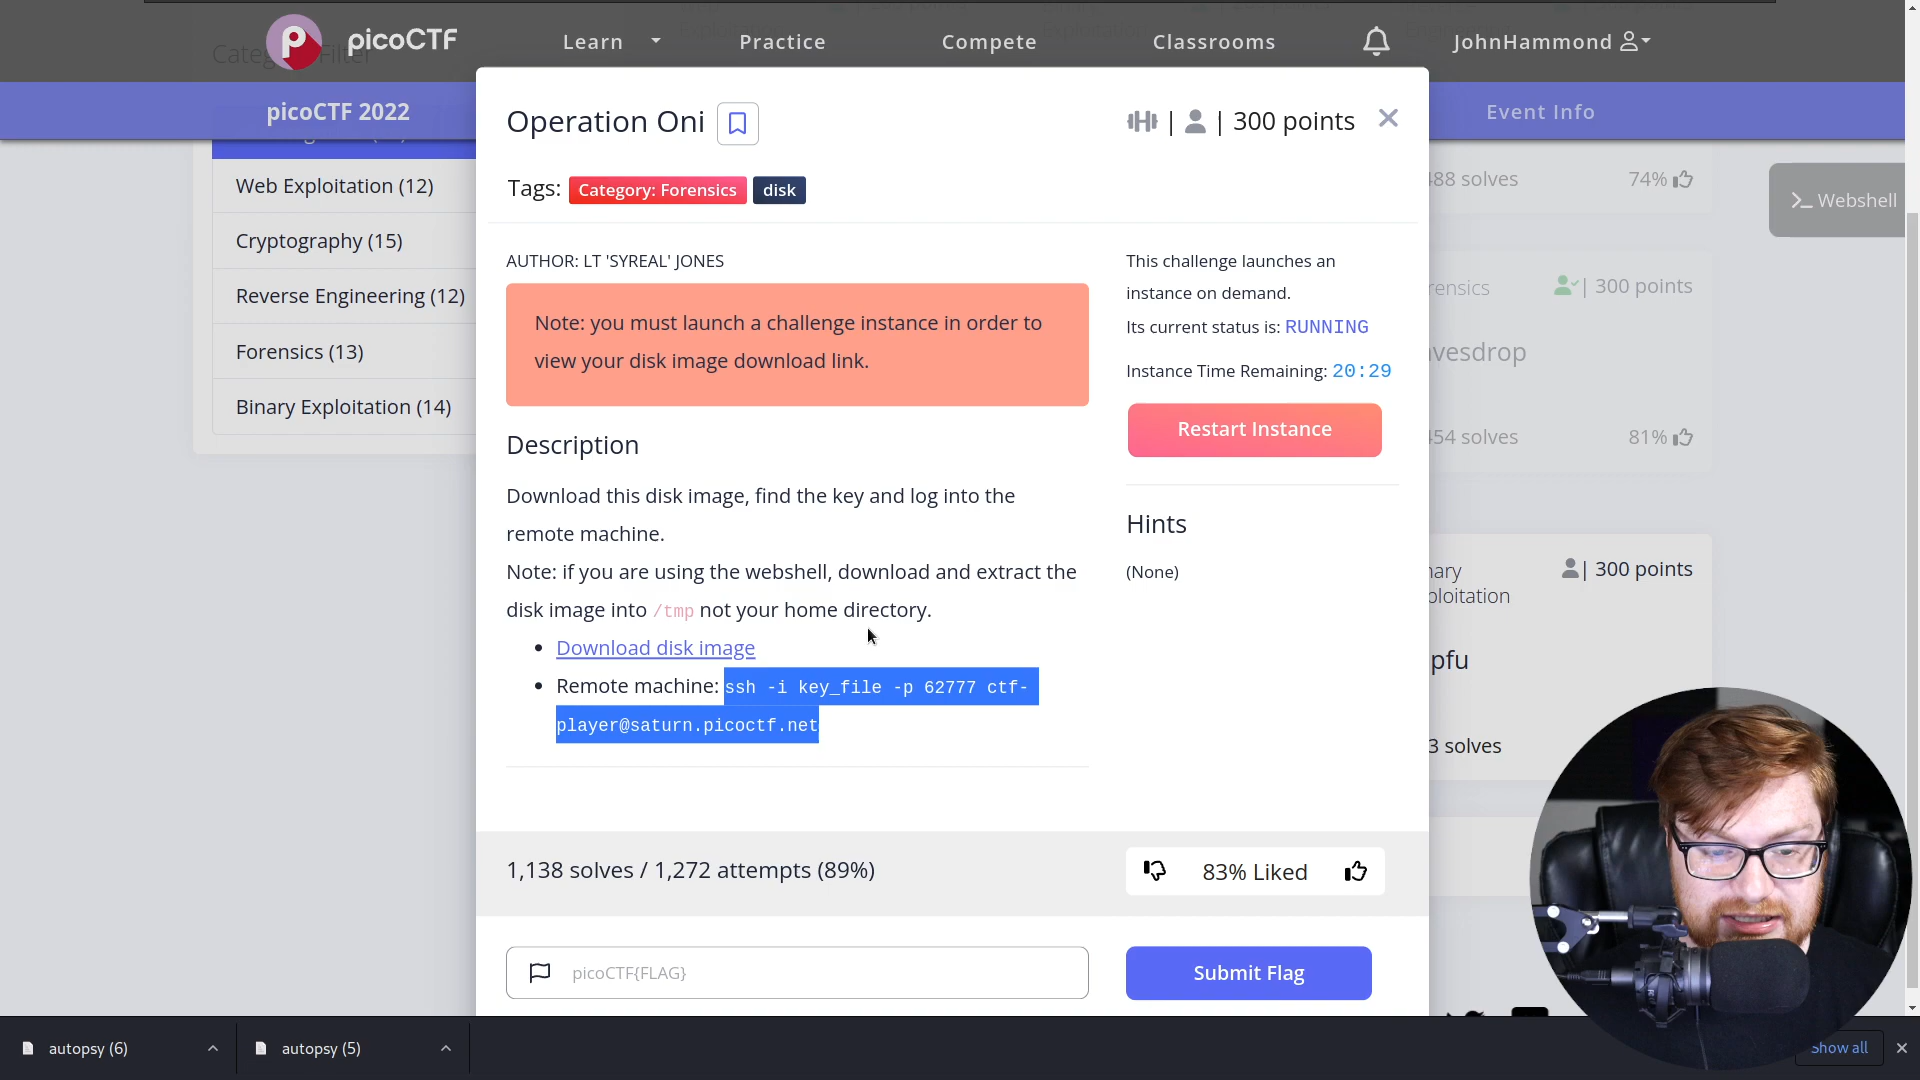 picoCTF
Learn
Practice
Compete
Classrooms
JohnHammond
Category Filter
picoCTF 2022
Event Info
Operation Oni
| | 300 points
Tags: Category: Forensics disk
Web Exploitation (12)
Cryptography (15)
Reverse Engineering (12)
Forensics (13)
Binary Exploitation (14)
AUTHOR: LT 'SYREAL' JONES
Note: you must launch a challenge instance in order to
view your disk image download link.
Description
Download this disk image, find the key and log into the
remote machine.
Note: if you are using the webshell, download and extract the
disk image into /tmp not your home directory.
Download disk image
Remote machine: ssh -i key_file -p 62777 ctf-
player@saturn.picoctf.net
This challenge launches an
instance on demand.
Its current status is: RUNNING
Instance Time Remaining: 20:29
Restart Instance
Hints
(None)
1,138 solves / 1,272 attempts (89%)
83% Liked
picoCTF{FLAG}
Submit Flag
488 solves
74%
>_ Webshell
rensics
| 300 points
vesdrop
454 solves
81%
nary
ploitation
| 300 points
pfu
3 solves
autopsy (6)
autopsy (5)
Show all